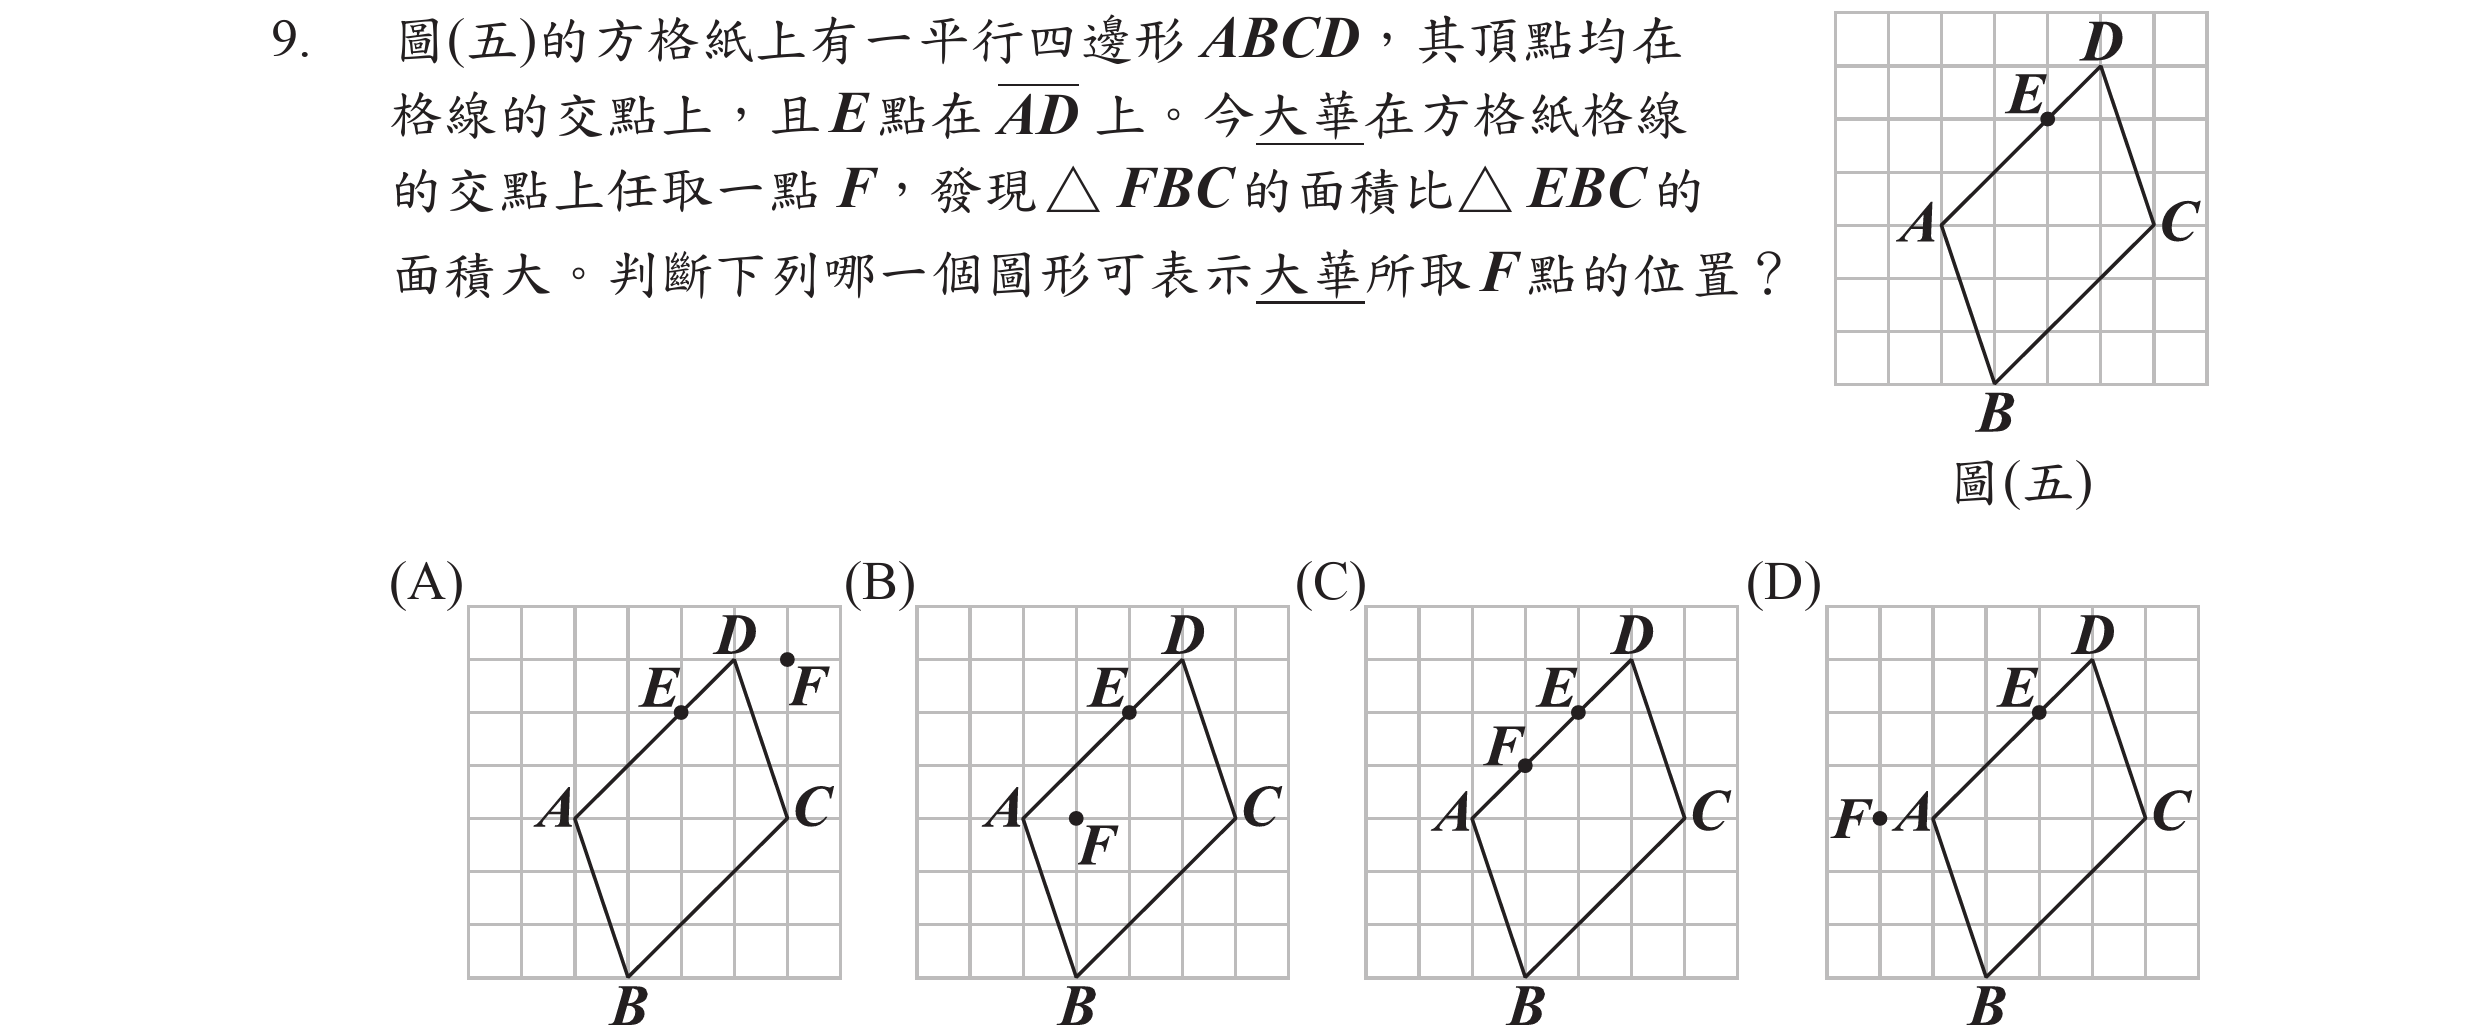 9. 圖(五)的方格紙上有一平行四邊形 ABCD，其頂點均在
格線的交點上，且 E 點在 AD 上。今大華在方格紙格線
的交點上任取一點 F，發現△FBC 的面積比△EBC 的
面積大。判斷下列哪一個圖形可表示大華所取 F 點的位置？
D
E
A
C
B
圖(五)
(A)
D
F
E
A
C
B
(B)
D
E
A
C
F
B
(C)
D
E
F
A
C
B
(D)
D
E
F
A
C
B